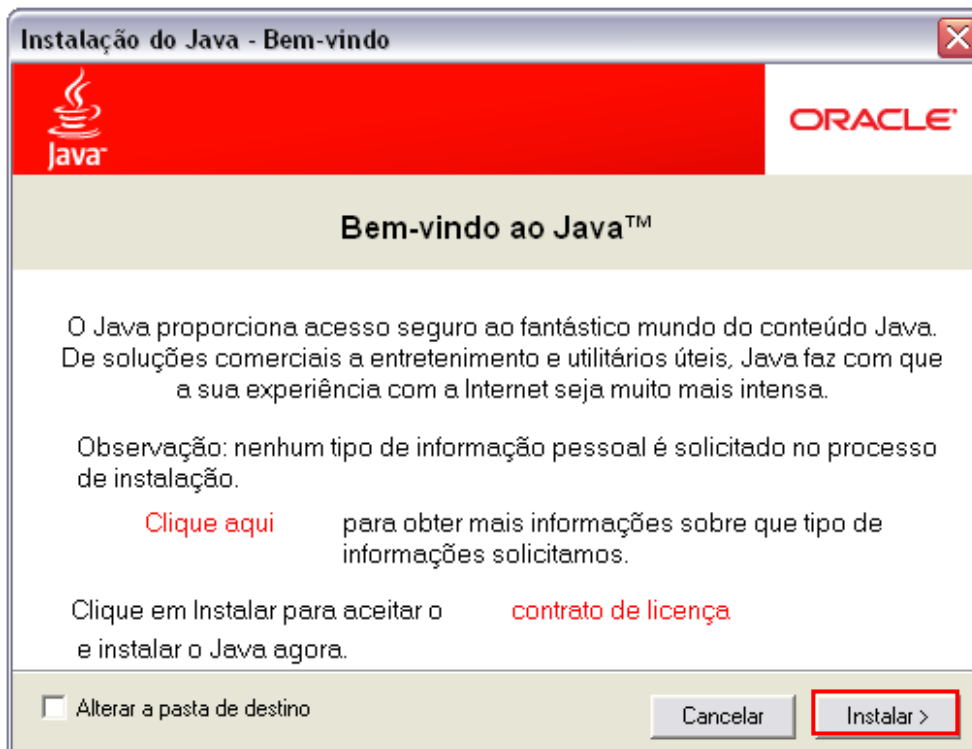 Instalação do Java - Bem-vindo
Java™
ORACLE®
Bem-vindo ao Java™
O Java proporciona acesso seguro ao fantástico mundo do conteúdo Java.
De soluções comerciais a entretenimento e utilitários úteis, Java faz com que
a sua experiência com a Internet seja muito mais intensa.
Observação: nenhum tipo de informação pessoal é solicitado no processo
de instalação.
Clique aqui para obter mais informações sobre que tipo de
informações solicitamos.
Clique em Instalar para aceitar o contrato de licença
e instalar o Java agora.
Alterar a pasta de destino
Cancelar
Instalar >